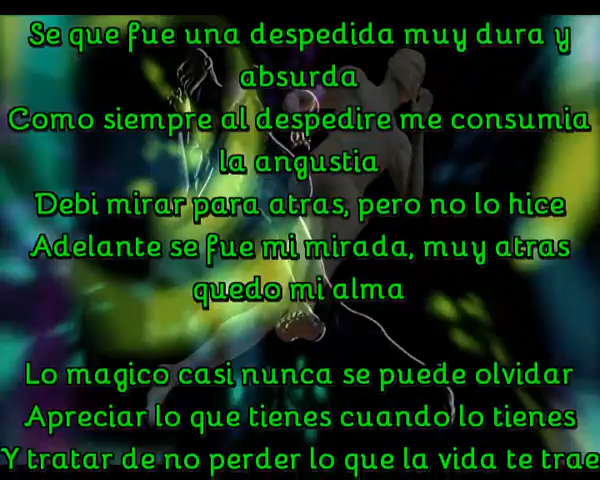 Se que fue una despedida muy dura y
absurda
Como siempre al despedire me consumia
la angustia
Debi mirar para atras, pero no lo hice
Adelante se fue mi mirada, muy atras
quedo mi alma
Lo magico casi nunca se puede olvidar
Apreciar lo que tienes cuando lo tienes
Y tratar de no perder lo que la vida te trae